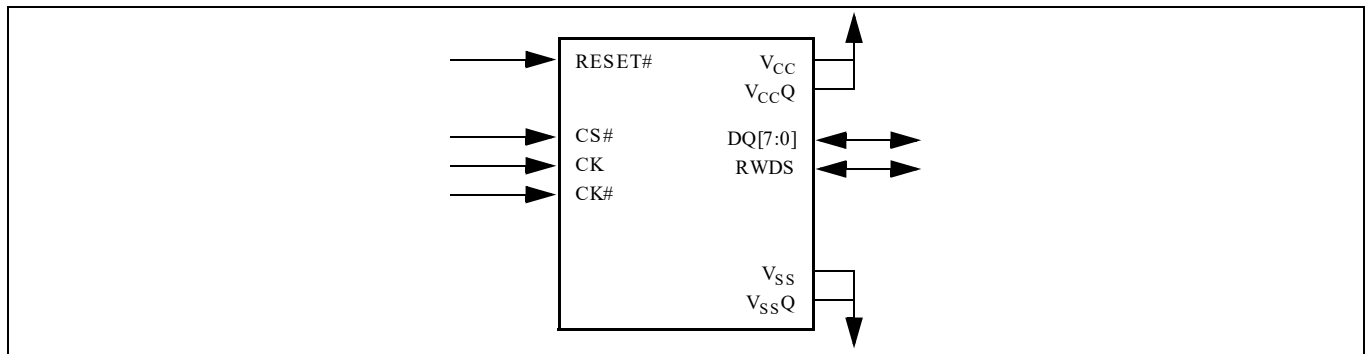 RESET#
CS#
CK
CK#
V_CC
V_CCQ
DQ[7:0]
RWDS
V_SS
V_SSQ